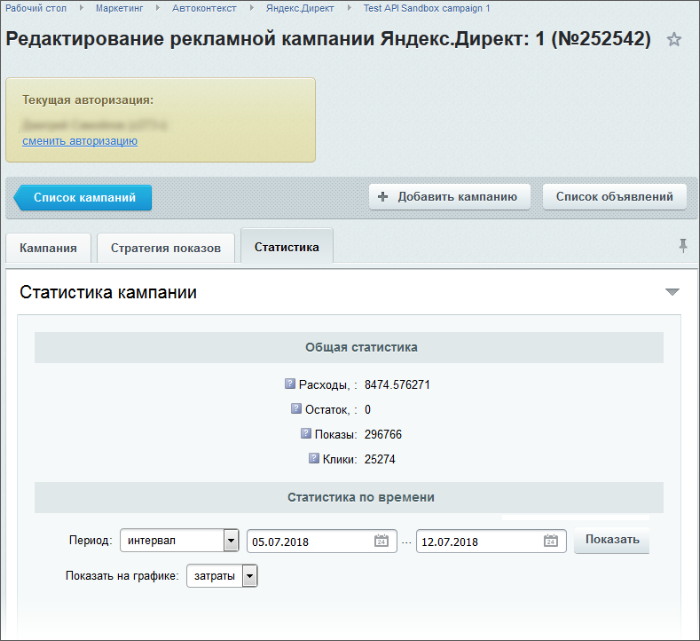 Рабочий стол Маркетинг Автоконтекст Яндекс.Директ Test API Sandbox campaign 1
Редактирование рекламной кампании Яндекс.Директ: 1 (№252542)
Текущая авторизация:
сменить авторизацию
Список кампаний + Добавить кампанию Список объявлений
Кампания Стратегия показов Статистика
Статистика кампании
Общая статистика
? Расходы, : 8474.576271
? Остаток, : 0
? Показы: 296766
? Клики: 25274
Статистика по времени
Период: интервал 05.07.2018 24 ... 12.07.2018 24 Показать
Показать на графике: затраты